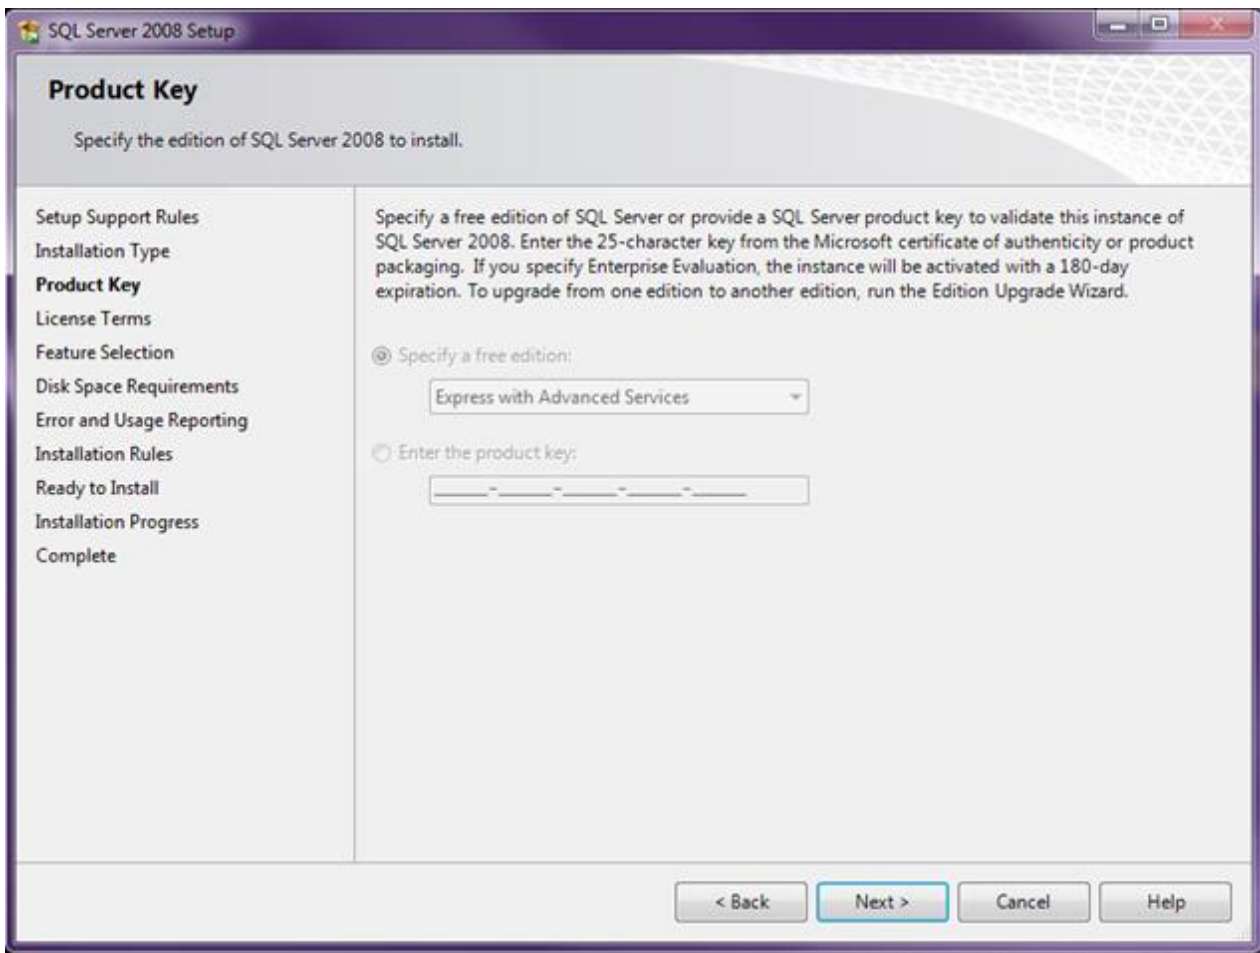 SQL Server 2008 Setup
Product Key
Specify the edition of SQL Server 2008 to install.
Setup Support Rules
Installation Type
Product Key
License Terms
Feature Selection
Disk Space Requirements
Error and Usage Reporting
Installation Rules
Ready to Install
Installation Progress
Complete
Specify a free edition of SQL Server or provide a SQL Server product key to validate this instance of
SQL Server 2008. Enter the 25-character key from the Microsoft certificate of authenticity or product
packaging. If you specify Enterprise Evaluation, the instance will be activated with a 180-day
expiration. To upgrade from one edition to another edition, run the Edition Upgrade Wizard.
Specify a free edition:
Express with Advanced Services
Enter the product key:
_____-_____-_____-_____-_____
< Back
Next >
Cancel
Help